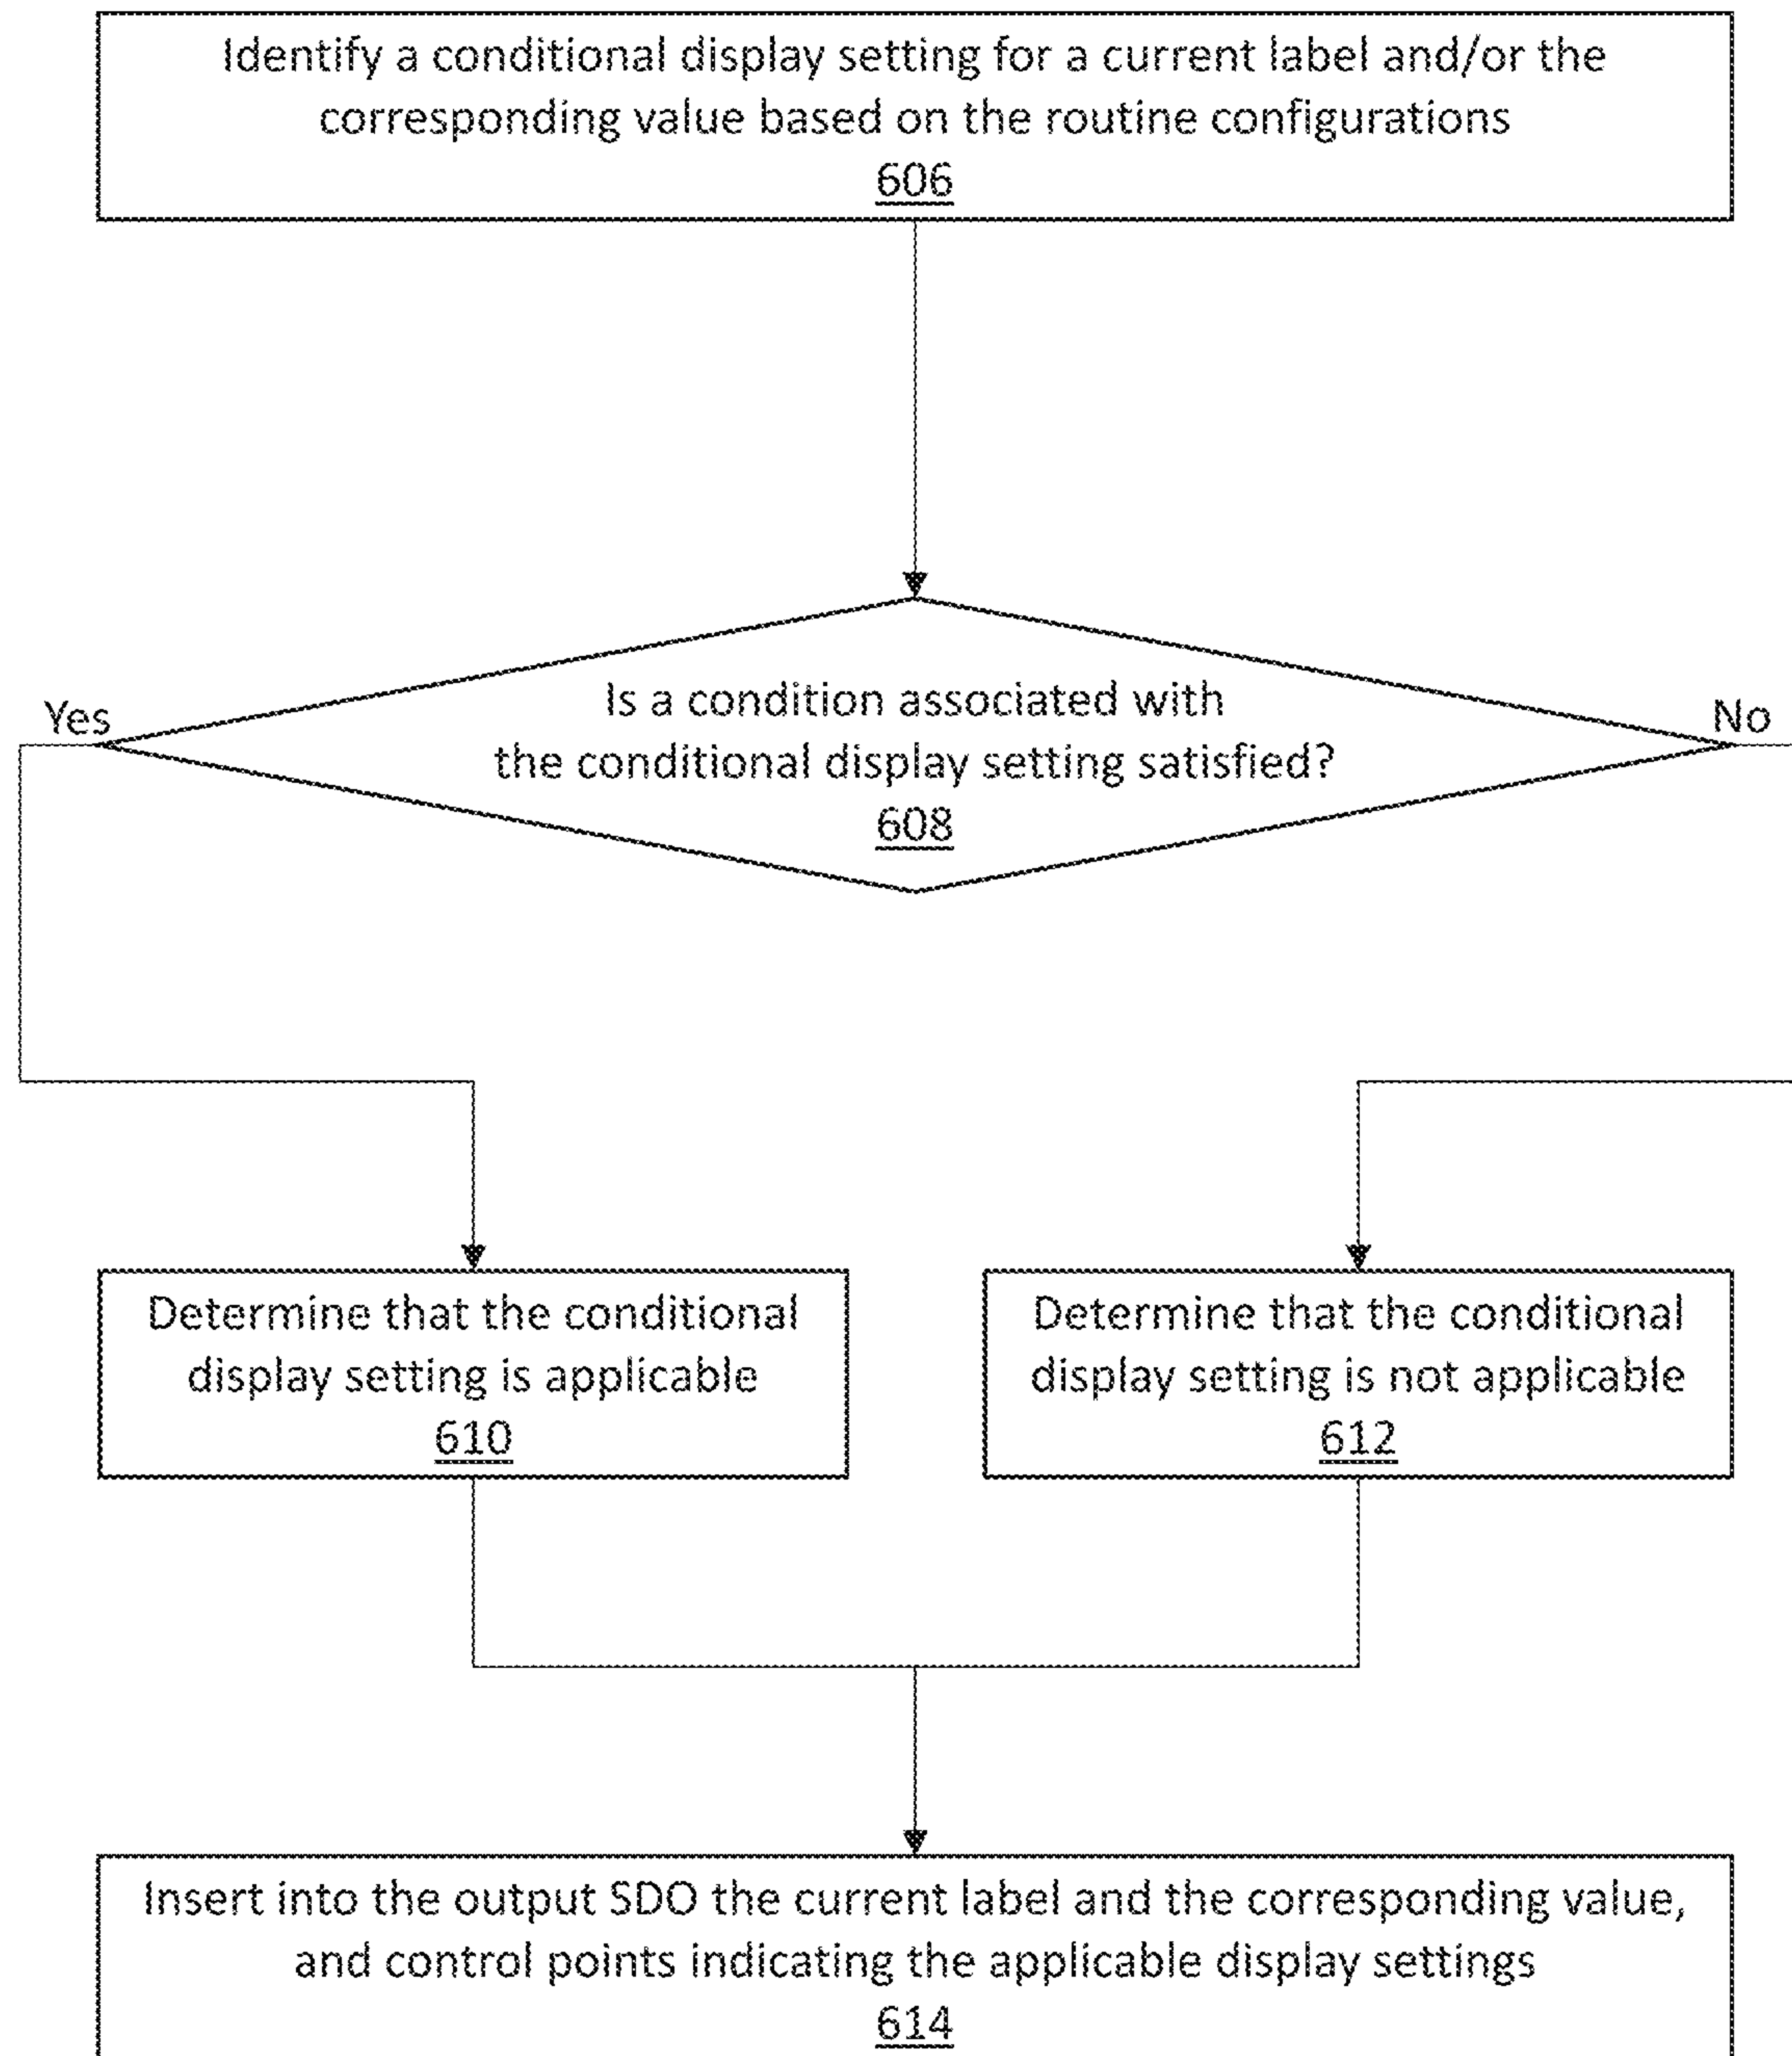 Identify a conditional display setting for a current label and/or the
corresponding value based on the routine configurations
606
Is a condition associated with
the conditional display setting satisfied?
608
Yes
No
Determine that the conditional
display setting is applicable
610
Determine that the conditional
display setting is not applicable
612
Insert into the output SDO the current label and the corresponding value,
and control points indicating the applicable display settings
614